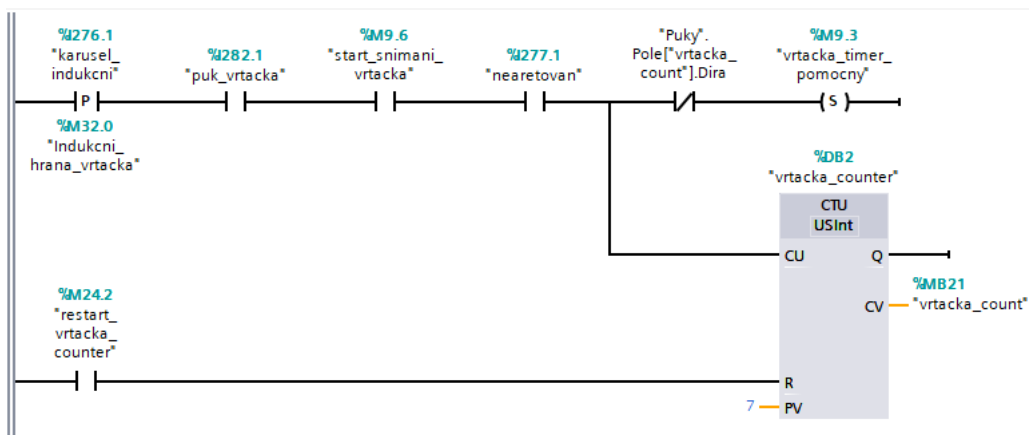 %I276.1
"karusel_
indukcni"
P
%M32.0
"Indukcni_
hrana_vrtacka"
%I282.1
"puk_vrtacka"
%M9.6
"start_snimani_
vrtacka"
%I277.1
"nearetovan"
"Puky".
Pole["vrtacka_
count"].Dira
%M9.3
"vrtacka_timer_
pomocny"
S
%DB2
"vrtacka_counter"
CTU
USInt
CU Q
%MB21
CV "vrtacka_count"
%M24.2
"restart_
vrtacka_
counter"
R
7 PV